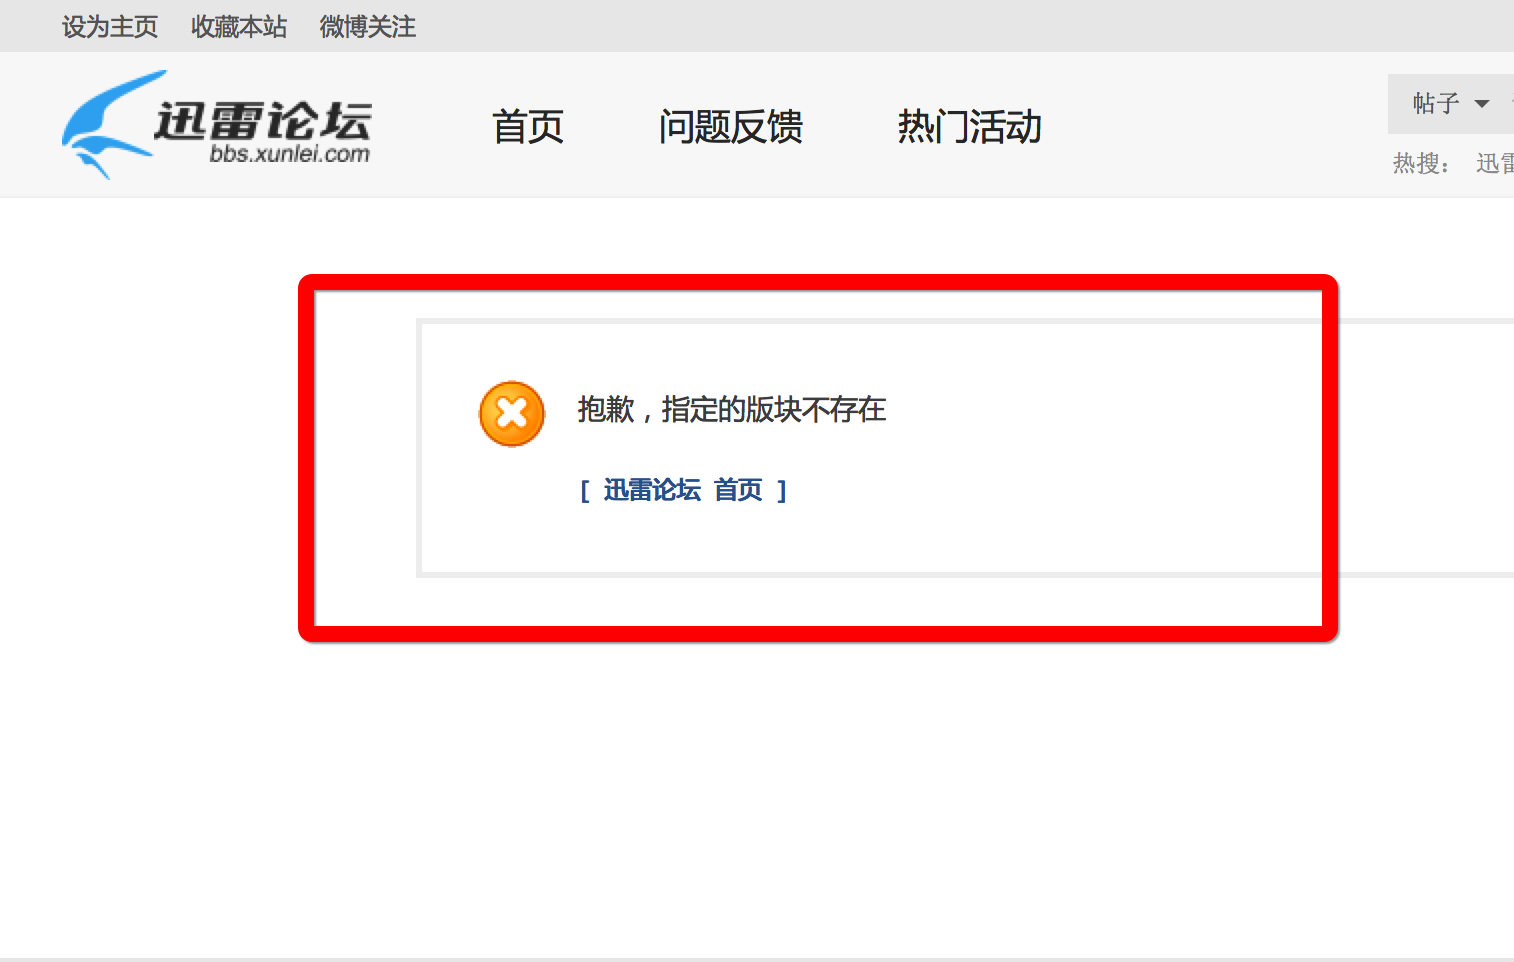 设为主页 收藏本站 微博关注
迅雷论坛
bbs.xunlei.com
首页 问题反馈 热门活动
帖子
热搜： 迅雷
抱歉，指定的版块不存在
[ 迅雷论坛 首页 ]